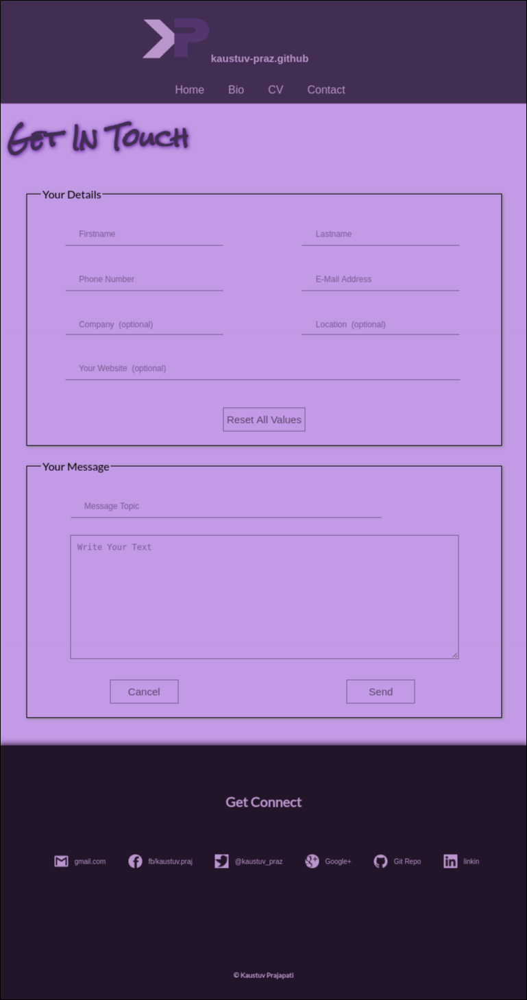 KP
kaustuv-praz.github
Home Bio CV Contact
Get In Touch
Your Details
Firstname Lastname
Phone Number E-Mail Address
Company (optional) Location (optional)
Your Website (optional)
Reset All Values
Your Message
Message Topic
Write Your Text
Cancel Send
Get Connect
gmail.com fb/kaustuv.praj @kaustuv_praz Google+ Git Repo linkin
© Kaustuv Prajapati